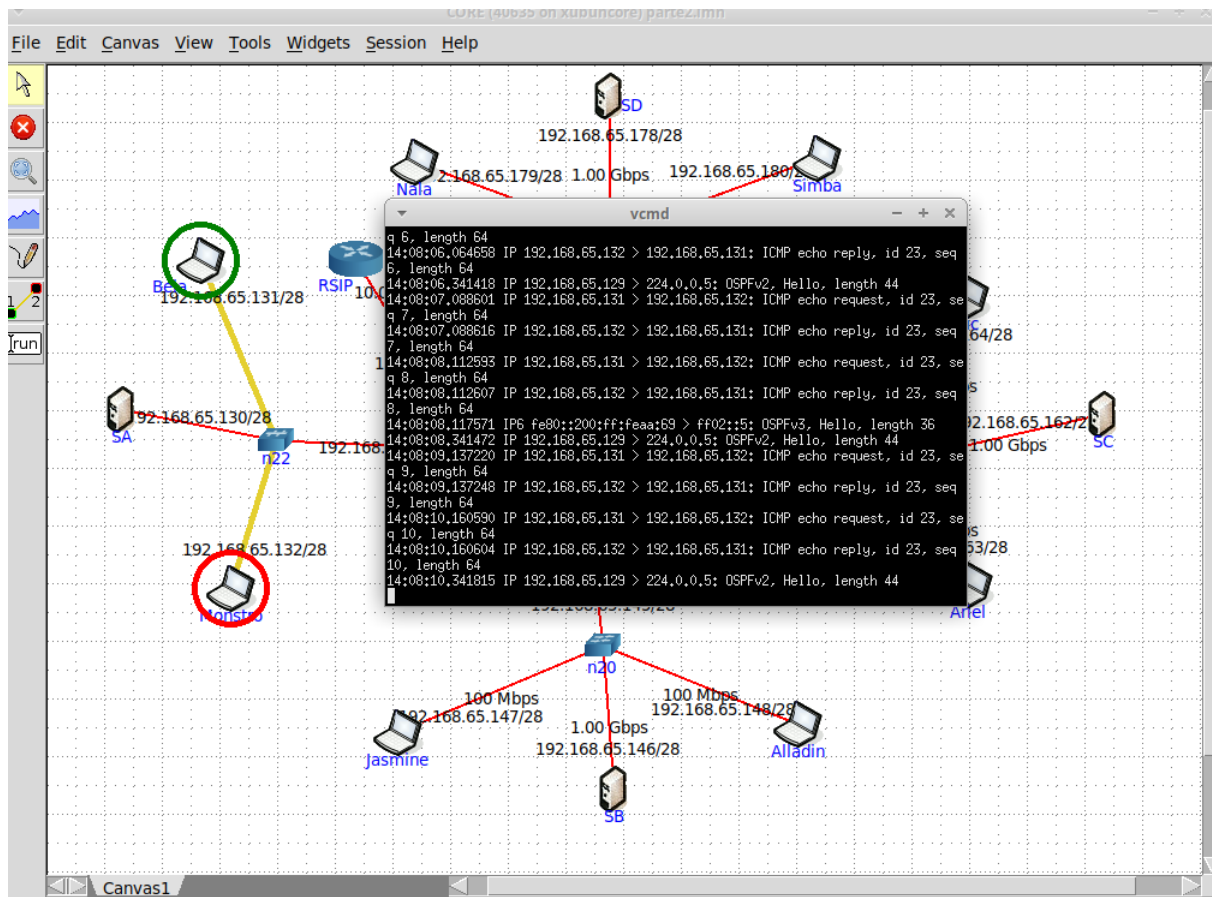 CORE (40635 on xubuncore) parte2.imn
File Edit Canvas View Tools Widgets Session Help
SD
192.168.65.178/28
2.168.65.179/28 1.00 Gbps 192.168.65.180/2
Nala
Simba
vcmd
q 6, length 64
14:08:06.064658 IP 192.168.65.132 > 192.168.65.131: ICMP echo reply, id 23, seq
6, length 64
14:08:06.341418 IP 192.168.65.129 > 224.0.0.5: OSPFv2, Hello, length 44
14:08:07.088601 IP 192.168.65.131 > 192.168.65.132: ICMP echo request, id 23, se
q 7, length 64
14:08:07.088616 IP 192.168.65.132 > 192.168.65.131: ICMP echo reply, id 23, seq
7, length 64
14:08:08.112593 IP 192.168.65.131 > 192.168.65.132: ICMP echo request, id 23, se
q 8, length 64
14:08:08.112607 IP 192.168.65.132 > 192.168.65.131: ICMP echo reply, id 23, seq
8, length 64
14:08:08.117571 IP6 fe80::200:ff:feaa:69 > ff02::5: OSPFv3, Hello, length 36
14:08:08.341472 IP 192.168.65.129 > 224.0.0.5: OSPFv2, Hello, length 44
14:08:09.137220 IP 192.168.65.131 > 192.168.65.132: ICMP echo request, id 23, se
q 9, length 64
14:08:09.137248 IP 192.168.65.132 > 192.168.65.131: ICMP echo reply, id 23, seq
9, length 64
14:08:10.160590 IP 192.168.65.131 > 192.168.65.132: ICMP echo request, id 23, se
q 10, length 64
14:08:10.160604 IP 192.168.65.132 > 192.168.65.131: ICMP echo reply, id 23, seq
10, length 64
14:08:10.341815 IP 192.168.65.129 > 224.0.0.5: OSPFv2, Hello, length 44
Bela
192.168.65.131/28
RSIP
10.0
64/28
1 2
run
1
92.168.65.130/28
SA
n22
192.168.
92.168.65.162/2
1.00 Gbps
SC
192.168.65.132/28
53/28
Monstro
Ariel
n20
100 Mbps
192.168.65.147/28
100 Mbps
192.168.65.148/28
1.00 Gbps
192.168.65.146/28
Jasmine
Alladin
SB
Canvas1